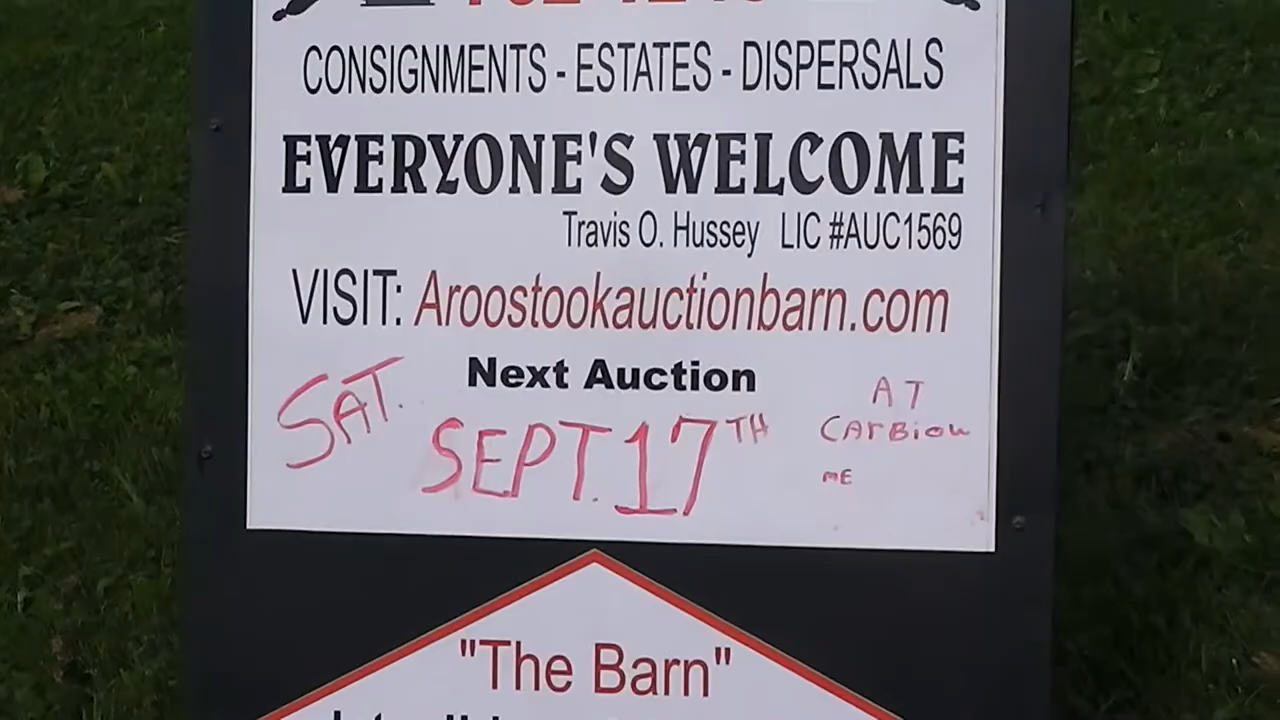 CONSIGNMENTS - ESTATES - DISPERSALS
EVERYONE'S WELCOME
Travis O. Hussey LIC #AUC1569
VISIT: Aroostookauctionbarn.com
Next Auction
SAT. SEPT. 17TH
AT
CArBiou
ME
"The Barn"